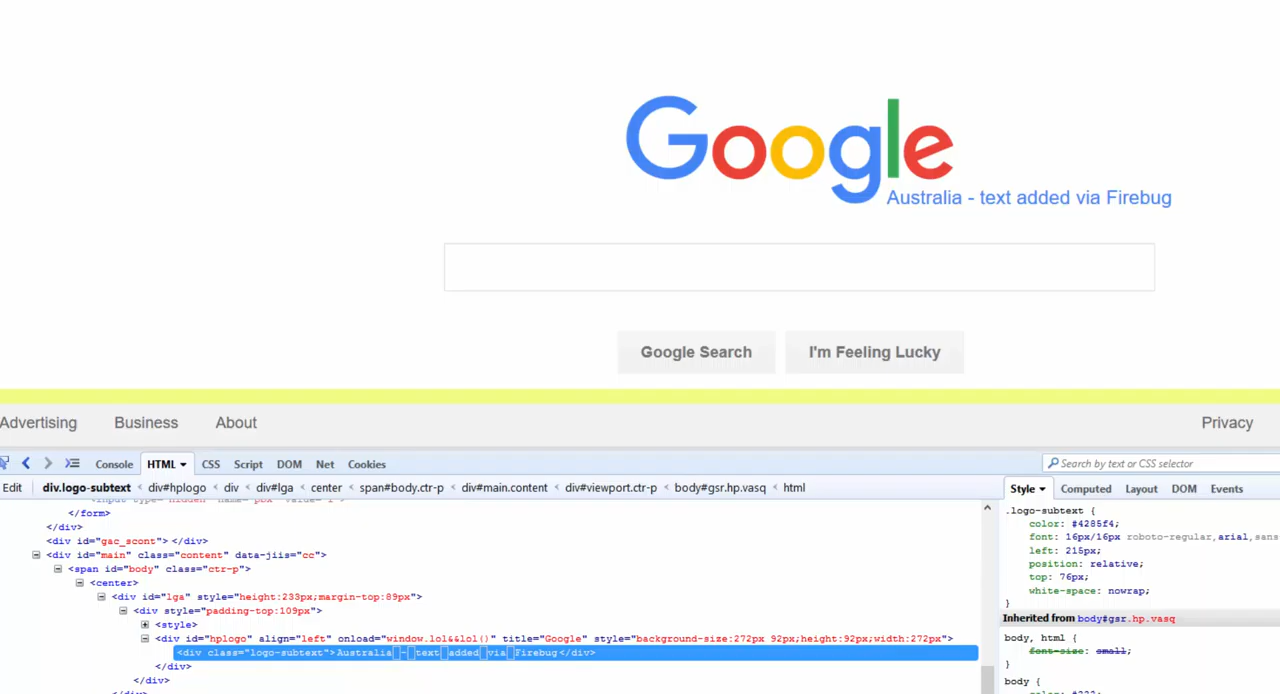 Google
Australia - text added via Firebug
Google Search I'm Feeling Lucky
Advertising Business About Privacy
Console HTML CSS Script DOM Net Cookies Search by text or CSS selector
Edit div.logo-subtext < div#hplogo < div < div#lga < center < span#body.ctr-p < div#main.content < div#viewport.ctr-p < body#gsr.hp.vasq < html
Style Computed Layout DOM Events
</form>
</div>
<div id="gac_scont"></div>
<div id="main" class="content" data-jiis="cc">
<span id="body" class="ctr-p">
<center>
<div id="lga" style="height:233px;margin-top:89px">
<div style="padding-top:109px">
<style>
<div id="hplogo" align="left" onload="window.lol&&lol()" title="Google" style="background-size:272px 92px;height:92px;width:272px">
<div class="logo-subtext">Australia - text added via Firebug</div>
</div>
</div>
.logo-subtext {
color: #4285f4;
font: 16px/16px roboto-regular,arial,sans
left: 215px;
position: relative;
top: 76px;
white-space: nowrap;
}
Inherited from body#gsr.hp.vasq
body, html {
font-size: small;
}
body {